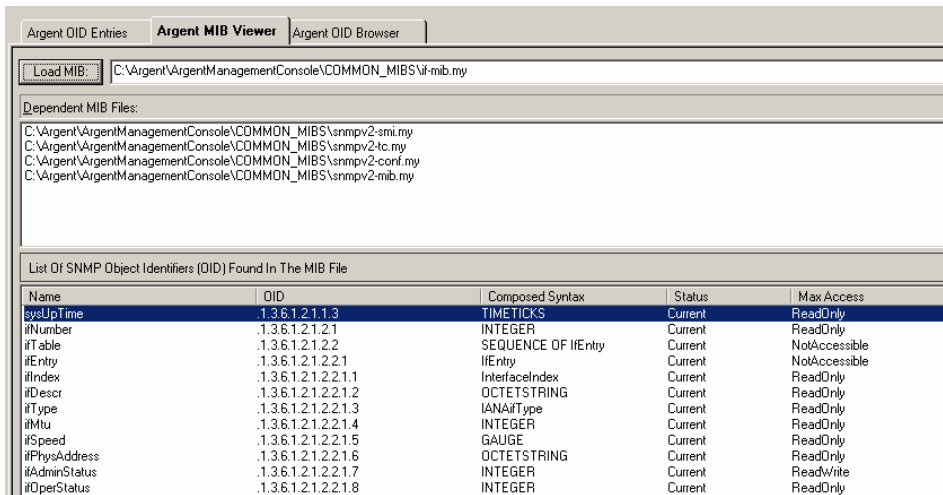 Argent OID Entries Argent MIB Viewer Argent OID Browser
Load MIB: C:\Argent\ArgentManagementConsole\COMMON_MIBS\if-mib.my
Dependent MIB Files:
C:\Argent\ArgentManagementConsole\COMMON_MIBS\snmpv2-smi.my
C:\Argent\ArgentManagementConsole\COMMON_MIBS\snmpv2-tc.my
C:\Argent\ArgentManagementConsole\COMMON_MIBS\snmpv2-conf.my
C:\Argent\ArgentManagementConsole\COMMON_MIBS\snmpv2-mib.my
List Of SNMP Object Identifiers (OID) Found In The MIB File
Name OID Composed Syntax Status Max Access
sysUpTime .1.3.6.1.2.1.1.3 TIMETICKS Current ReadOnly
ifNumber .1.3.6.1.2.1.2.1 INTEGER Current ReadOnly
ifTable .1.3.6.1.2.1.2.2 SEQUENCE OF IfEntry Current NotAccessible
ifEntry .1.3.6.1.2.1.2.2.1 IfEntry Current NotAccessible
ifIndex .1.3.6.1.2.1.2.2.1.1 InterfaceIndex Current ReadOnly
ifDescr .1.3.6.1.2.1.2.2.1.2 OCTETSTRING Current ReadOnly
ifType .1.3.6.1.2.1.2.2.1.3 IANAifType Current ReadOnly
ifMtu .1.3.6.1.2.1.2.2.1.4 INTEGER Current ReadOnly
ifSpeed .1.3.6.1.2.1.2.2.1.5 GAUGE Current ReadOnly
ifPhysAddress .1.3.6.1.2.1.2.2.1.6 OCTETSTRING Current ReadOnly
ifAdminStatus .1.3.6.1.2.1.2.2.1.7 INTEGER Current ReadWrite
ifOperStatus .1.3.6.1.2.1.2.2.1.8 INTEGER Current ReadOnly